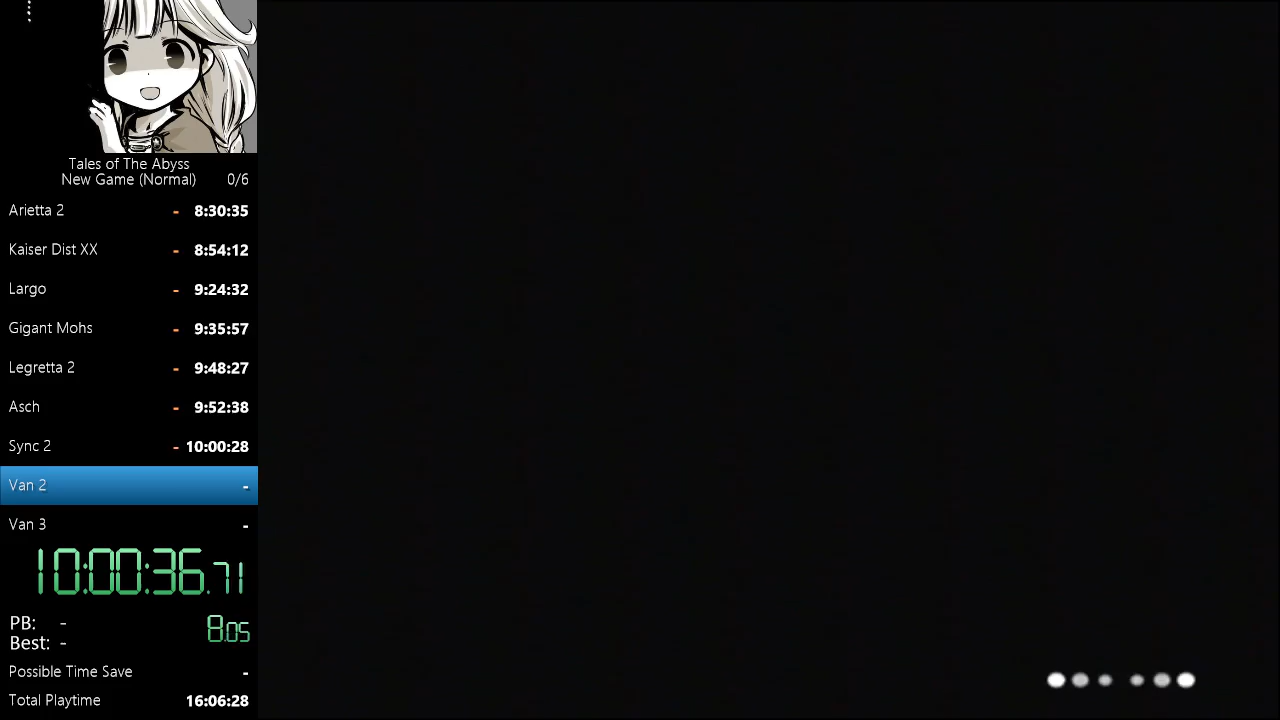 Tales of The Abyss
New Game (Normal) 0/6
Arietta 2 - 8:30:35
Kaiser Dist XX - 8:54:12
Largo - 9:24:32
Gigant Mohs - 9:35:57
Legretta 2 - 9:48:27
Asch - 9:52:38
Sync 2 - 10:00:28
Van 2 -
Van 3 -
10:00:36.71
PB: - 8.05
Best: -
Possible Time Save -
Total Playtime 16:06:28